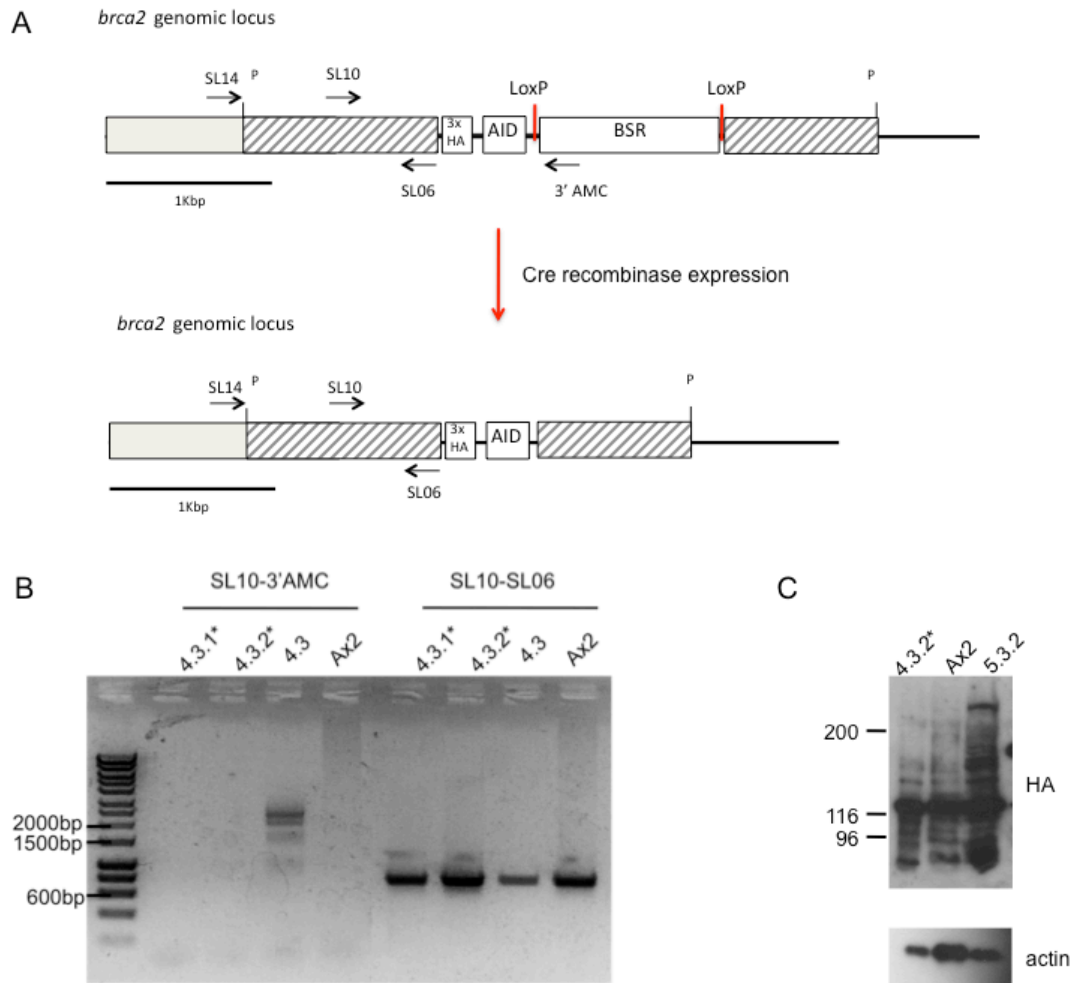 A
brca2 genomic locus
SL14 P SL10 LoxP LoxP P
3x HA AID BSR
SL06 3' AMC
1Kbp
Cre recombinase expression
brca2 genomic locus
SL14 P SL10 P
3x HA AID
SL06
1Kbp
B
SL10-3'AMC SL10-SL06
4.3.1* 4.3.2* 4.3 Ax2 4.3.1* 4.3.2* 4.3 Ax2
2000bp
1500bp
600bp
C
4.3.2* Ax2 5.3.2
200
HA
116
96
actin